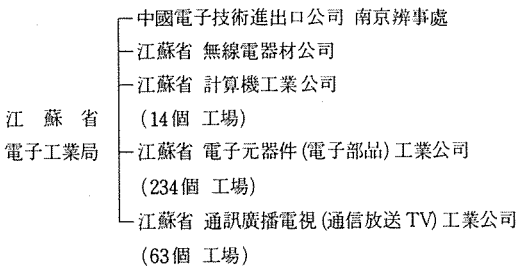 中國電子技術進出口公司 南京辨事處
江蘇省 無線電器材公司
江蘇省 計算機工業公司
江蘇省
(14個 工場)
電子工業局
江蘇省 電子元器件(電子部品)工業公司
(234個 工場)
江蘇省 通訊廣播電視(通信放送 TV)工業公司
(63個 工場)